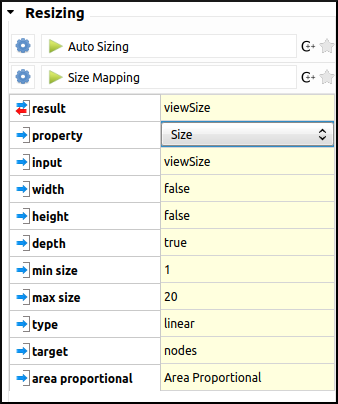 Resizing
Auto Sizing
Size Mapping
result viewSize
property Size
input viewSize
width false
height false
depth true
min size 1
max size 20
type linear
target nodes
area proportional Area Proportional